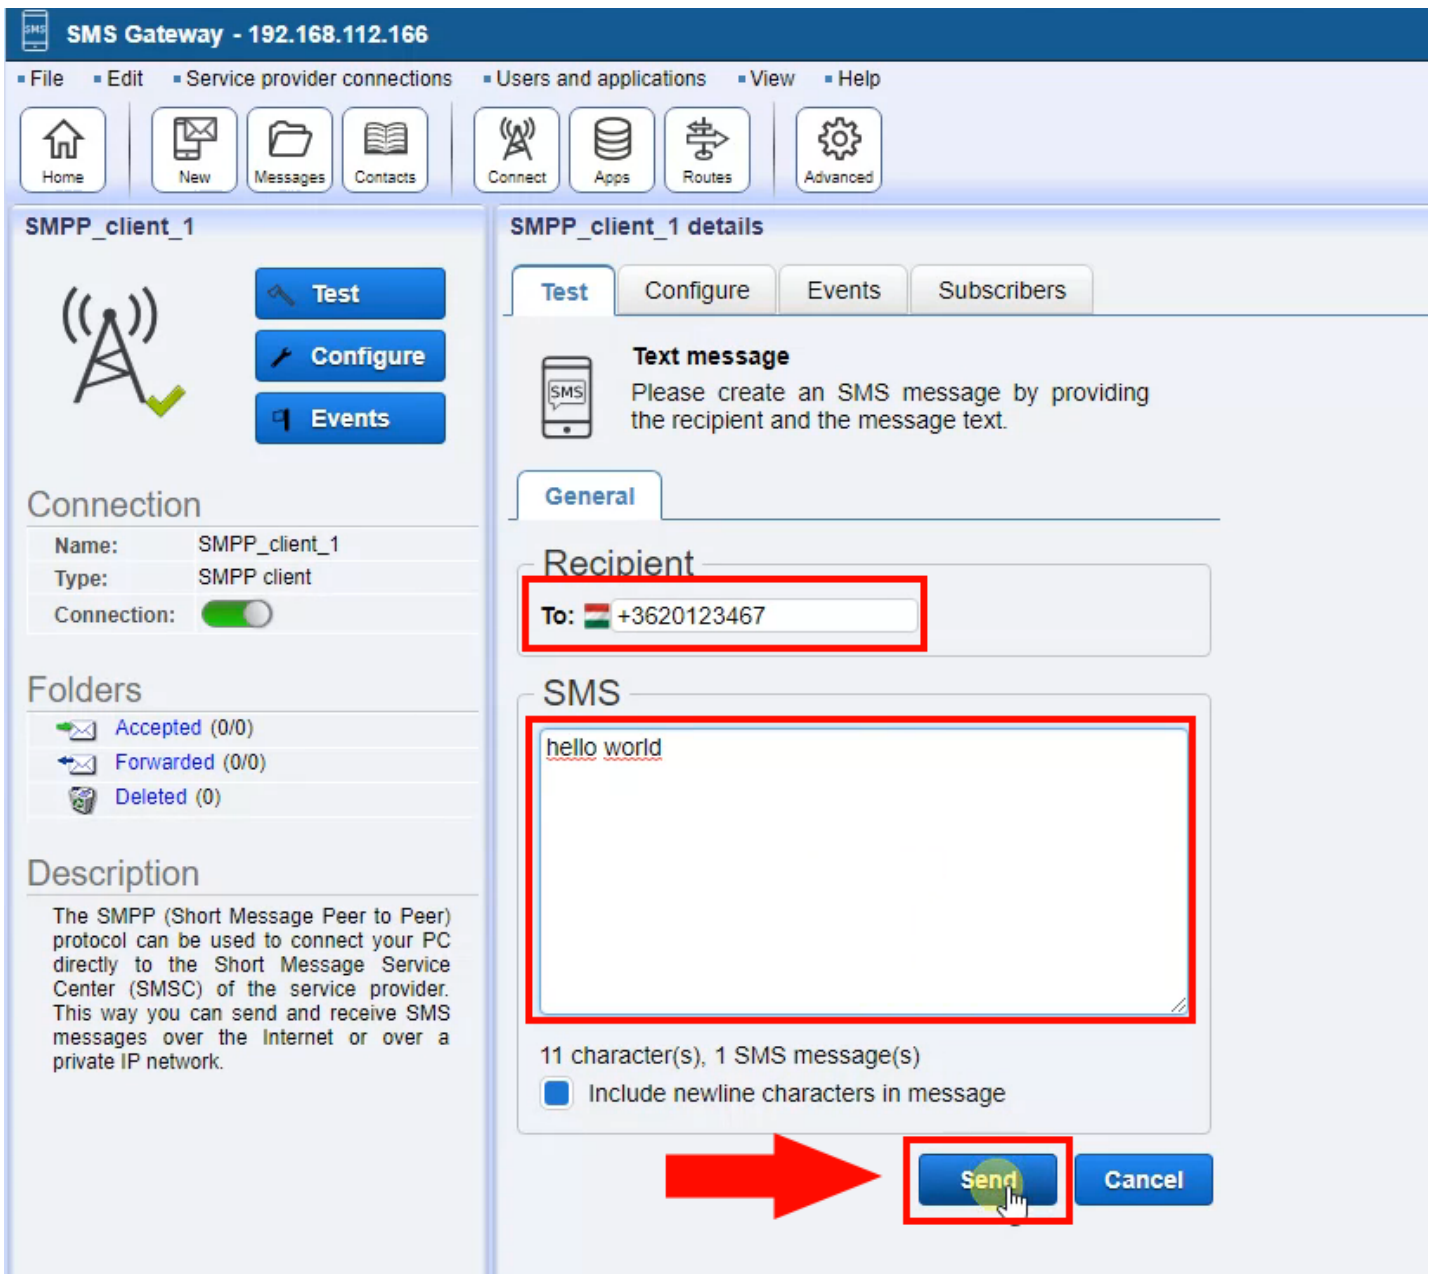 SMS
SMS Gateway - 192.168.112.166
File Edit Service provider connections Users and applications View Help
Home New Messages Contacts Connect Apps Routes Advanced
SMPP_client_1
Test
Configure
Events
Connection
Name: SMPP_client_1
Type: SMPP client
Connection:
Folders
Accepted (0/0)
Forwarded (0/0)
Deleted (0)
Description
The SMPP (Short Message Peer to Peer)
protocol can be used to connect your PC
directly to the Short Message Service
Center (SMSC) of the service provider.
This way you can send and receive SMS
messages over the Internet or over a
private IP network.
SMPP_client_1 details
Test Configure Events Subscribers
Text message
SMS
Please create an SMS message by providing
the recipient and the message text.
General
Recipient
To: +3620123467
SMS
hello world
11 character(s), 1 SMS message(s)
Include newline characters in message
Send Cancel